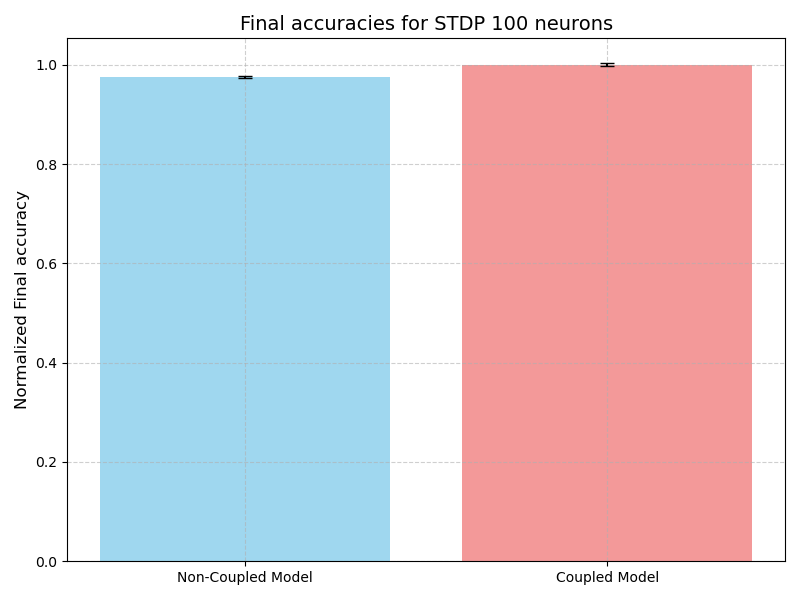 Final accuracies for STDP 100 neurons
Normalized Final accuracy
1.0
0.8
0.6
0.4
0.2
0.0
Non-Coupled Model
Coupled Model